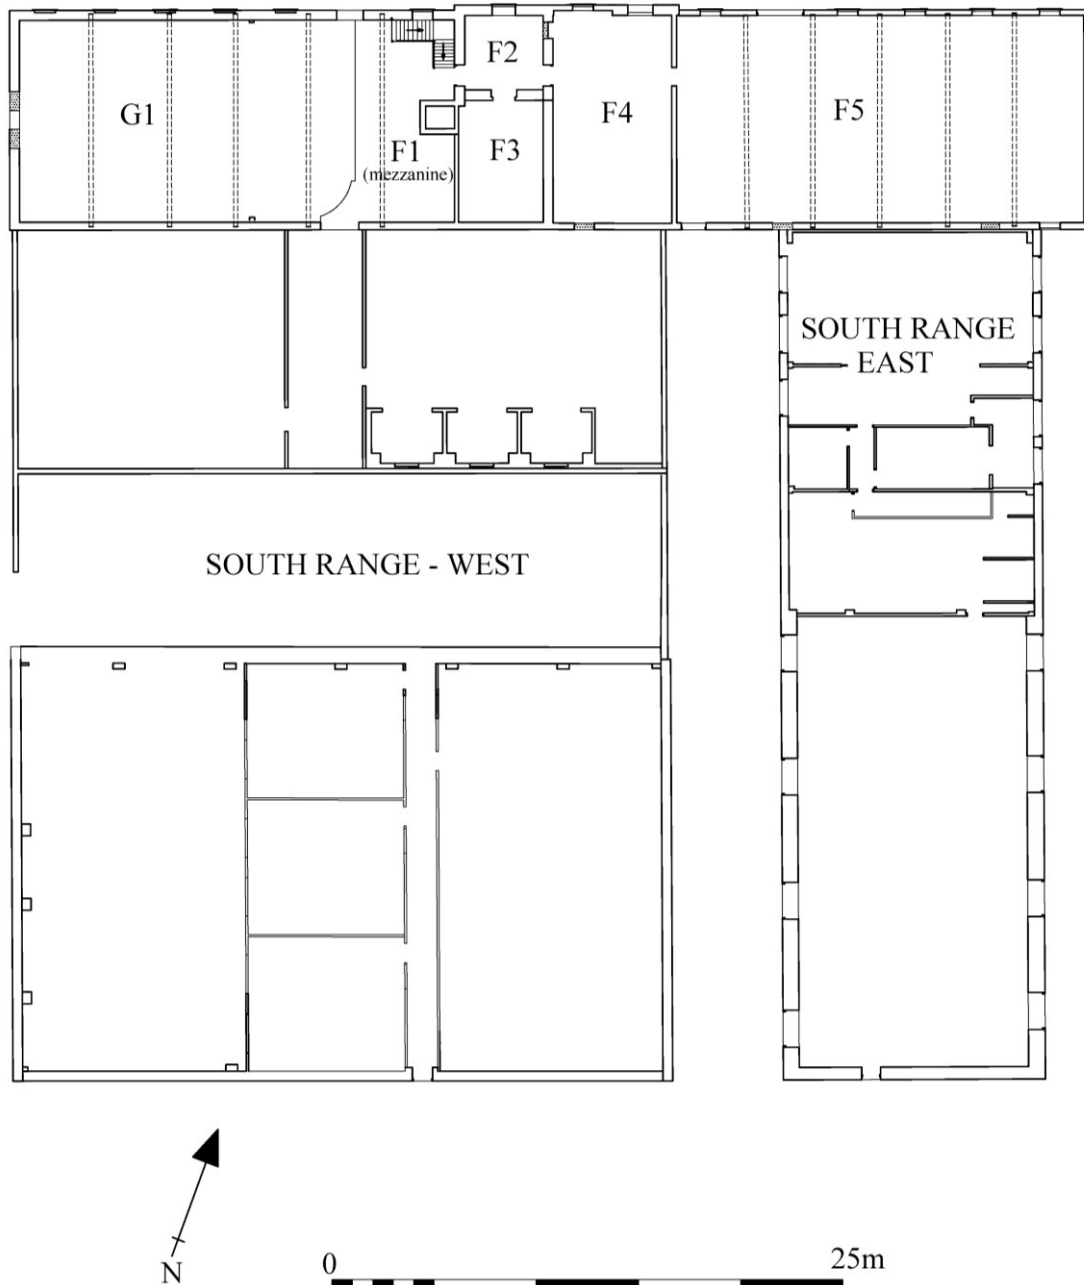 G1
F1
(mezzanine)
F2
F3
F4
F5
SOUTH RANGE
EAST
SOUTH RANGE - WEST
N
0
25m